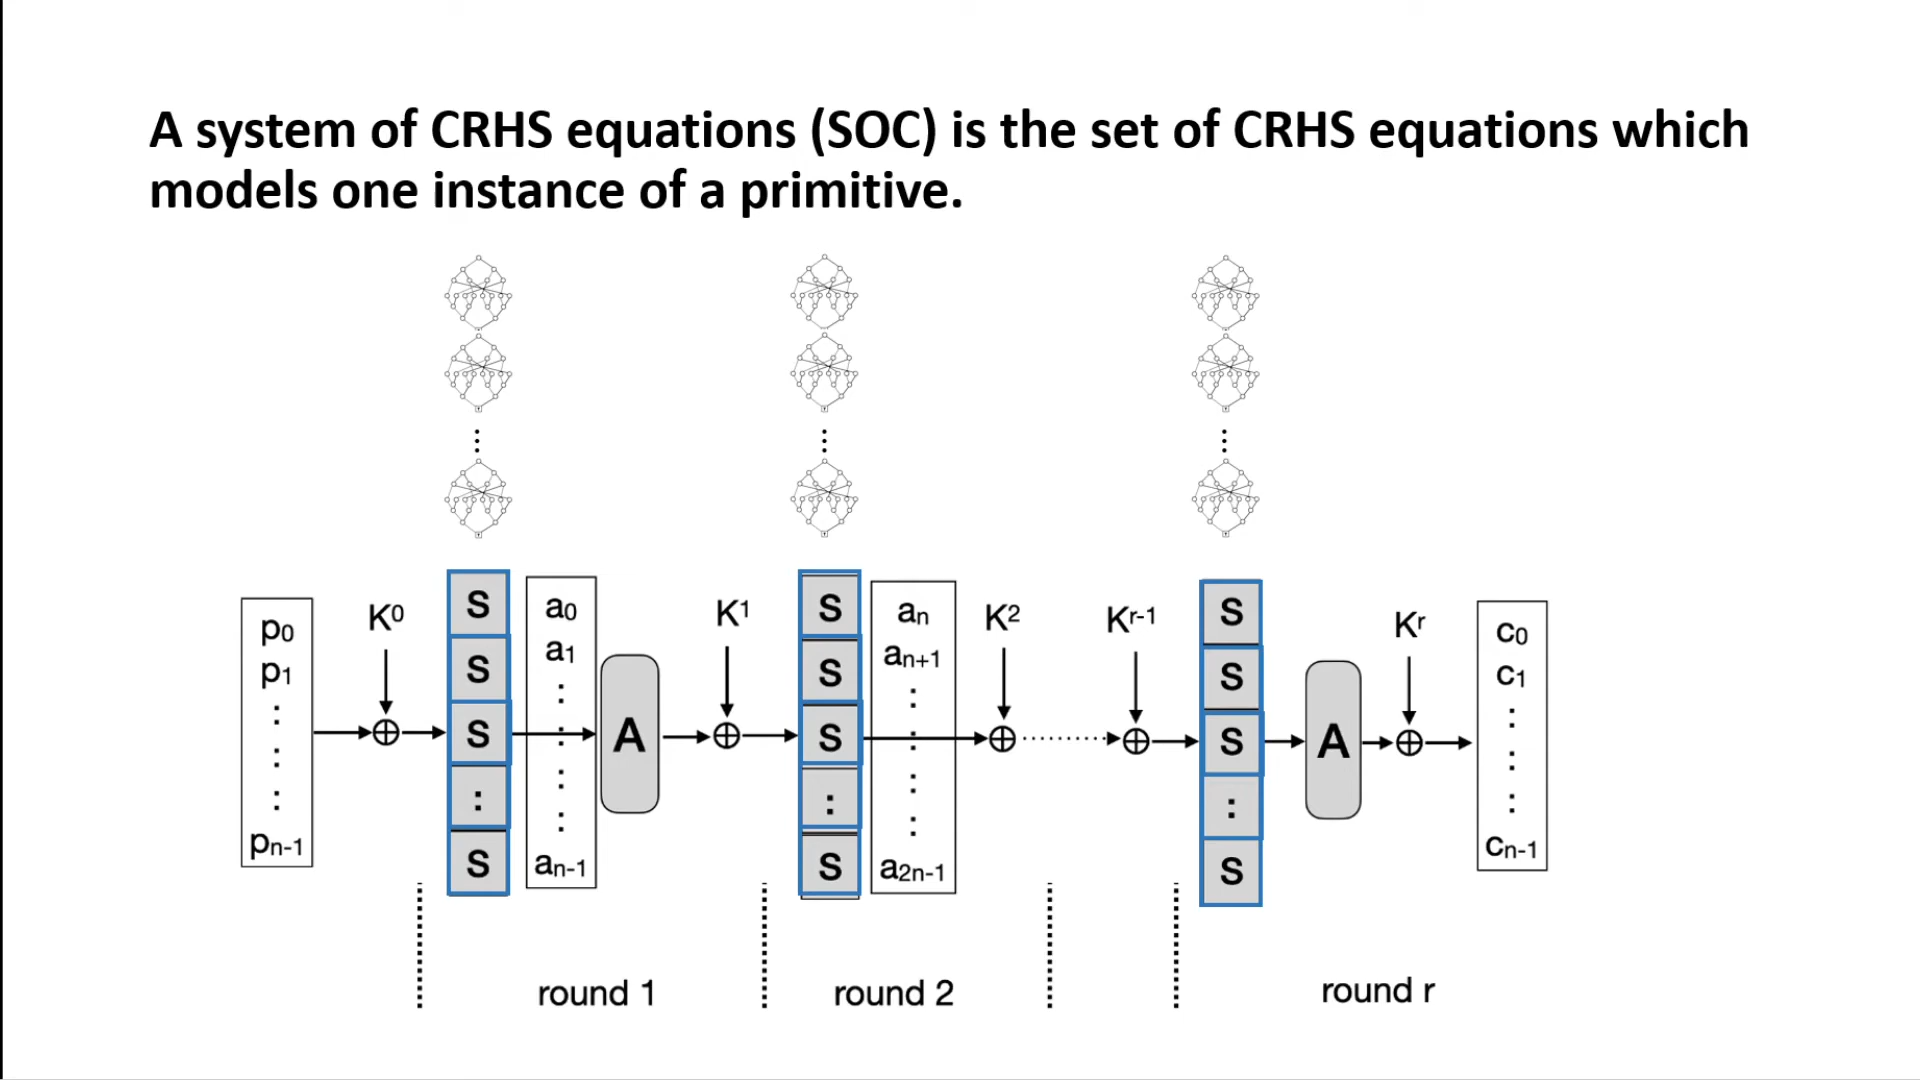 A system of CRHS equations (SOC) is the set of CRHS equations which
models one instance of a primitive.
p0
p1
:
:
:
pn-1
K0
S
S
S
:
S
a0
a1
:
:
:
:
an-1
A
K1
S
S
S
:
S
an
an+1
:
:
:
:
a2n-1
K2
Kr-1
S
S
S
:
S
A
Kr
c0
c1
:
:
:
cn-1
round 1
round 2
round r